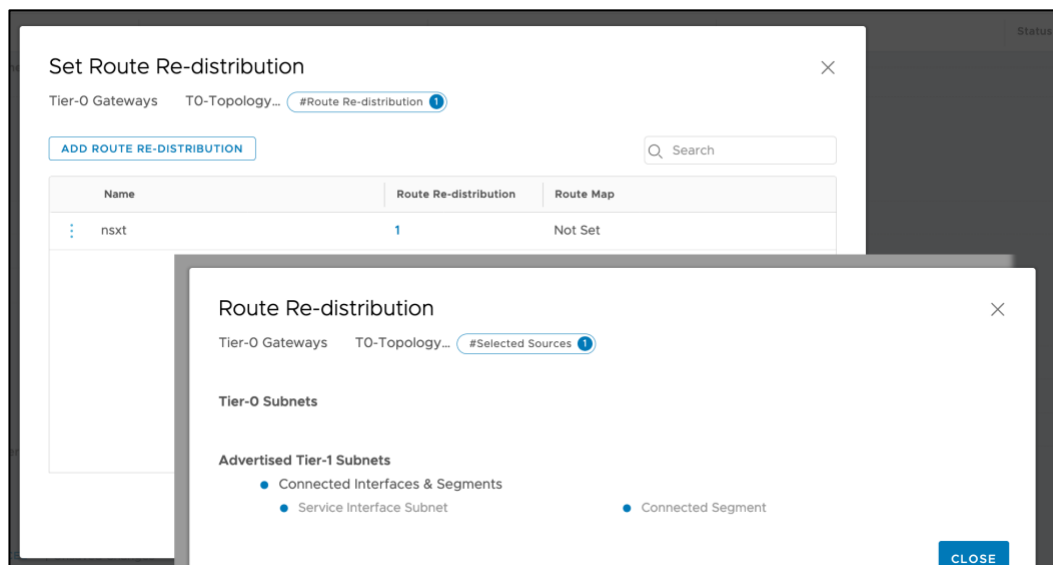 Status
Set Route Re-distribution
Tier-0 Gateways T0-Topology... #Route Re-distribution 1
ADD ROUTE RE-DISTRIBUTION Search
Name Route Re-distribution Route Map
nsxt 1 Not Set
Route Re-distribution
Tier-0 Gateways T0-Topology... #Selected Sources 1
Tier-0 Subnets
Advertised Tier-1 Subnets
Connected Interfaces & Segments
Service Interface Subnet Connected Segment
CLOSE